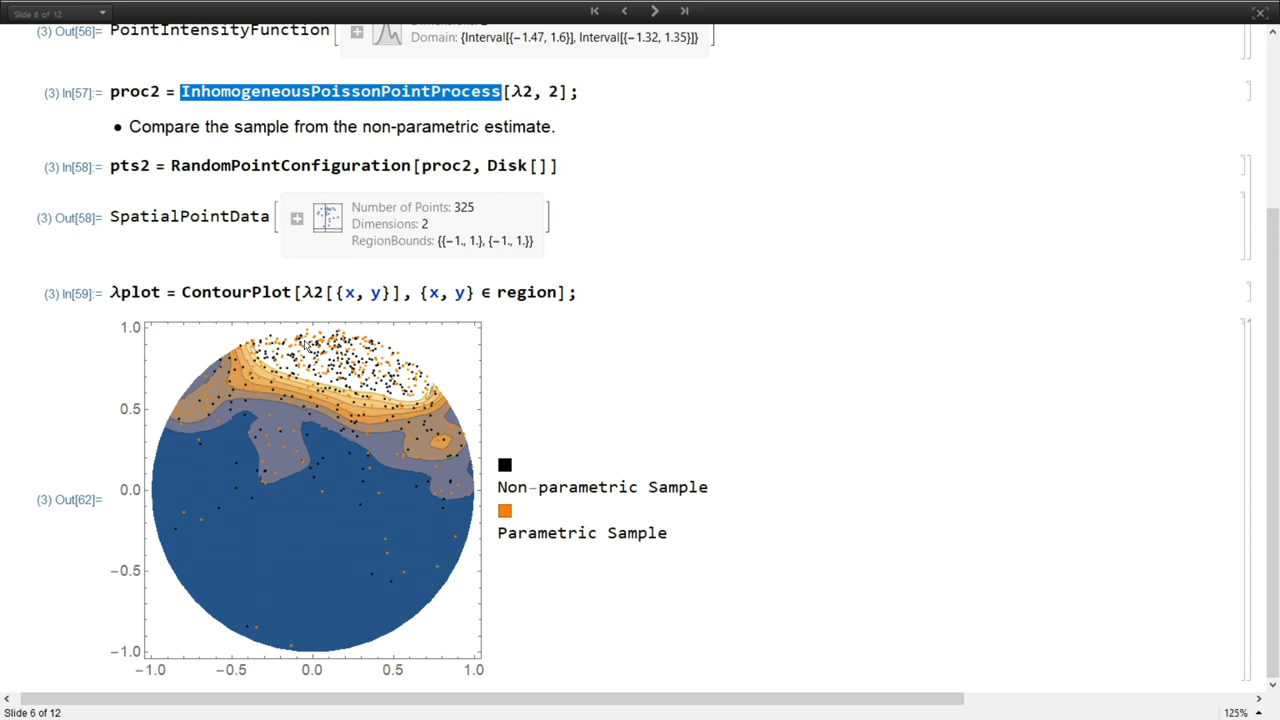 Slide 6 of 12
(3) Out[56]= PointIntensityFunction[
Domain: {Interval[{−1.47, 1.6}], Interval[{−1.32, 1.35}]}
]
(3) In[57]:= proc2 = InhomogeneousPoissonPointProcess[λ2, 2];
• Compare the sample from the non-parametric estimate.
(3) In[58]:= pts2 = RandomPointConfiguration[proc2, Disk[]]
(3) Out[58]= SpatialPointData[
Number of Points: 325
Dimensions: 2
RegionBounds: {{−1., 1.}, {−1., 1.}}
]
(3) In[59]:= λplot = ContourPlot[λ2[{x, y}], {x, y} ∈ region];
(3) Out[62]=
1.0
0.5
0.0
−0.5
−1.0
−1.0 −0.5 0.0 0.5 1.0
Non-parametric Sample
Parametric Sample
Slide 6 of 12
125%